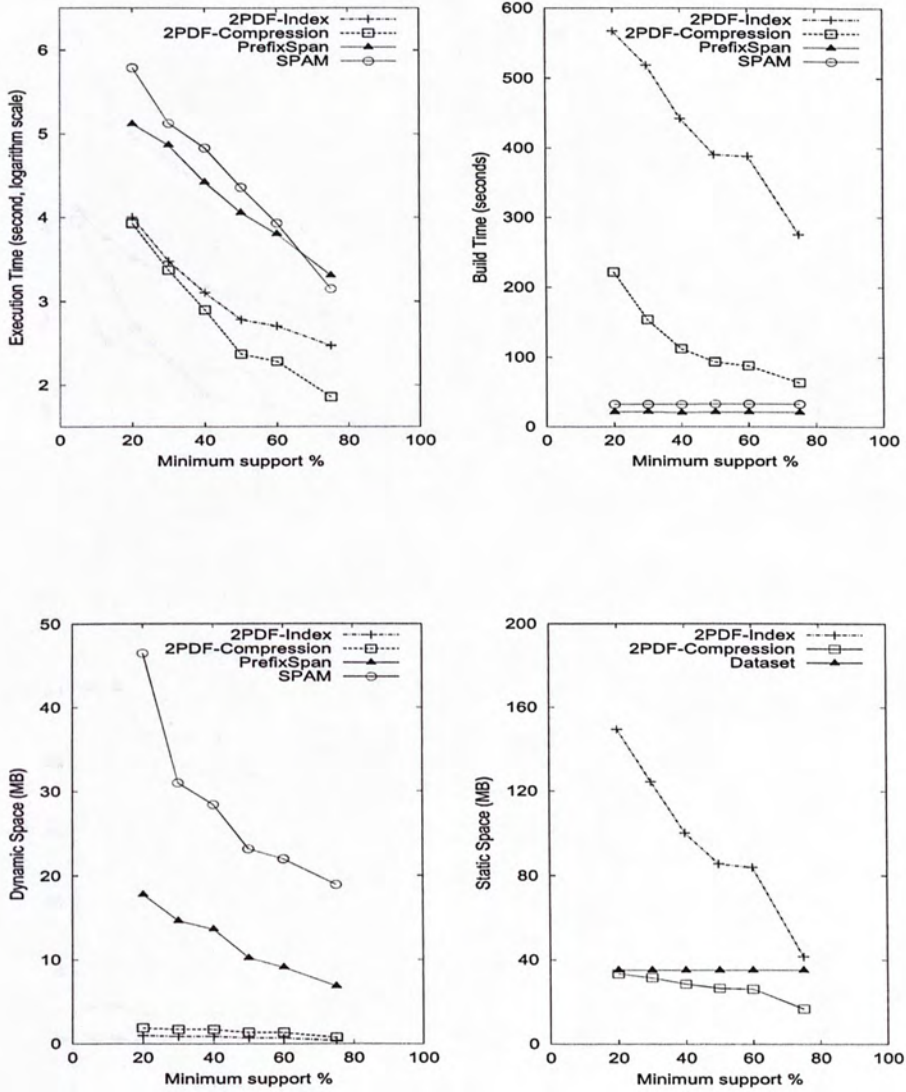 2PDF-Index
2PDF-Compression
PrefixSpan
SPAM
6
5
4
3
2
Execution Time (second, logarithm scale)
0
20
40
60
80
100
Minimum support %
600
500
400
300
200
100
0
2PDF-Index
2PDF-Compression
PrefixSpan
SPAM
Build Time (seconds)
0
20
40
60
80
100
Minimum support %
50
40
30
20
10
0
2PDF-Index
2PDF-Compression
PrefixSpan
SPAM
Dynamic Space (MB)
0
20
40
60
80
100
Minimum support %
200
160
120
80
40
0
2PDF-Index
2PDF-Compression
Dataset
Static Space (MB)
0
20
40
60
80
100
Minimum support %